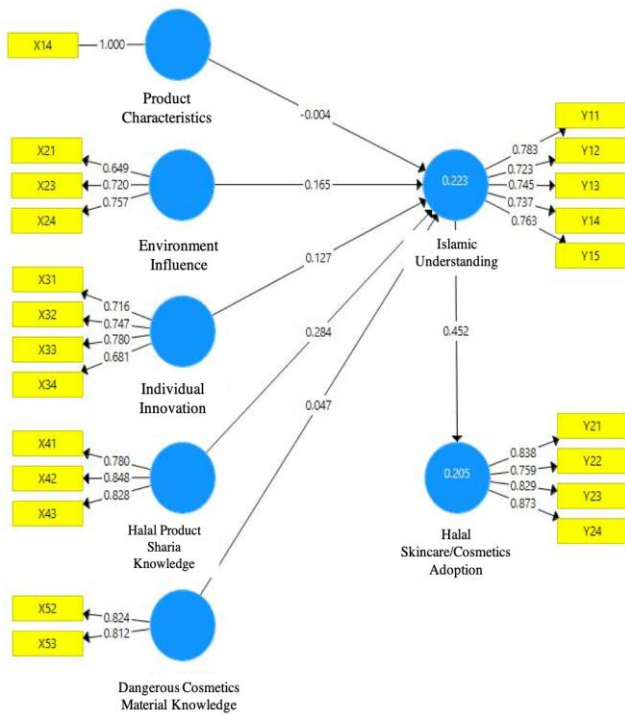 X14
1.000
Product
Characteristics
-0.004
X21
X23
X24
0.649
0.720
0.757
Environment
Influence
0.165
X31
X32
X33
X34
0.716
0.747
0.780
0.681
Individual
Innovation
0.127
X41
X42
X43
0.780
0.848
0.828
Halal Product
Sharia
Knowledge
0.284
X52
X53
0.824
0.812
Dangerous Cosmetics
Material Knowledge
0.047
0.223
Islamic
Understanding
0.783
0.723
0.745
0.737
0.763
Y11
Y12
Y13
Y14
Y15
0.452
0.205
Halal
Skincare/Cosmetics
Adoption
0.838
0.759
0.829
0.873
Y21
Y22
Y23
Y24